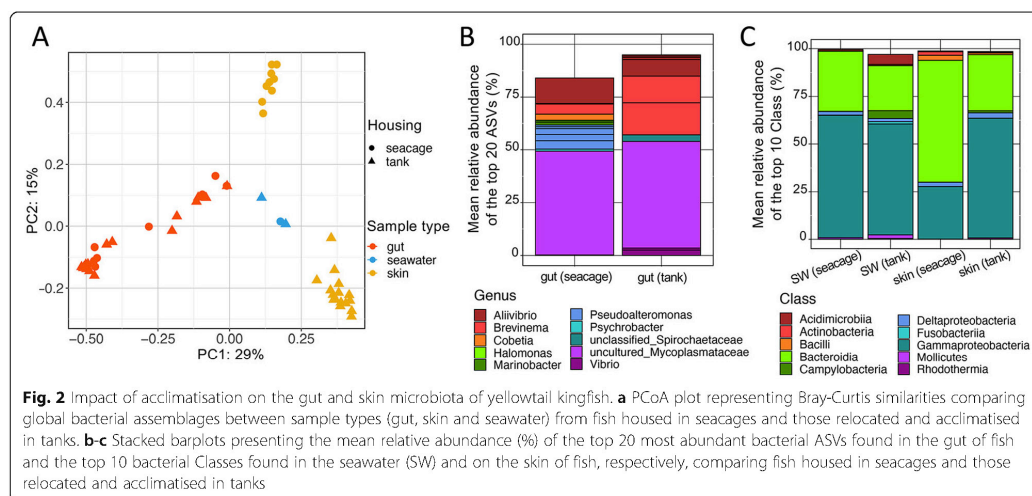 A
PC2: 15%
0.4
0.2
0.0
−0.2
−0.50
−0.25
0.00
0.25
PC1: 29%
Housing
seacage
tank
Sample type
gut
seawater
skin
B
Mean relative abundance
of the top 20 ASVs)
100
75
50
25
0
gut (seacage)
gut (tank)
Genus
Aliivibrio
Brevinema
Cobetia
Halomonas
Marinobacter
Pseudoalteromonas
Psychrobacter
unclassified_Spirochaetaceae
uncultured_Mycoplasmataceae
Vibrio
C
Mean relative abundance
of the top 10 Class)
100
75
50
25
0
SW (seacage)
SW (tank)
skin (seacage)
skin (tank)
Class
Acidimicrobiia
Actinobacteria
Bacilli
Bacteroidia
Campylobacteria
Deltaproteobacteria
Fusobacteriia
Gammaproteobacteria
Mollicutes
Rhodothermia
Fig. 2 Impact of acclimatisation on the gut and skin microbiota of yellowtail kingfish. a PCoA plot representing Bray-Curtis similarities comparing
global bacterial assemblages between sample types (gut, skin and seawater) from fish housed in seacages and those relocated and acclimatised
in tanks. b-c Stacked barplots presenting the mean relative abundance (%) of the top 20 most abundant bacterial ASVs found in the gut of fish
and the top 10 bacterial Classes found in the seawater (SW) and on the skin of fish, respectively, comparing fish housed in seacages and those
relocated and acclimatised in tanks